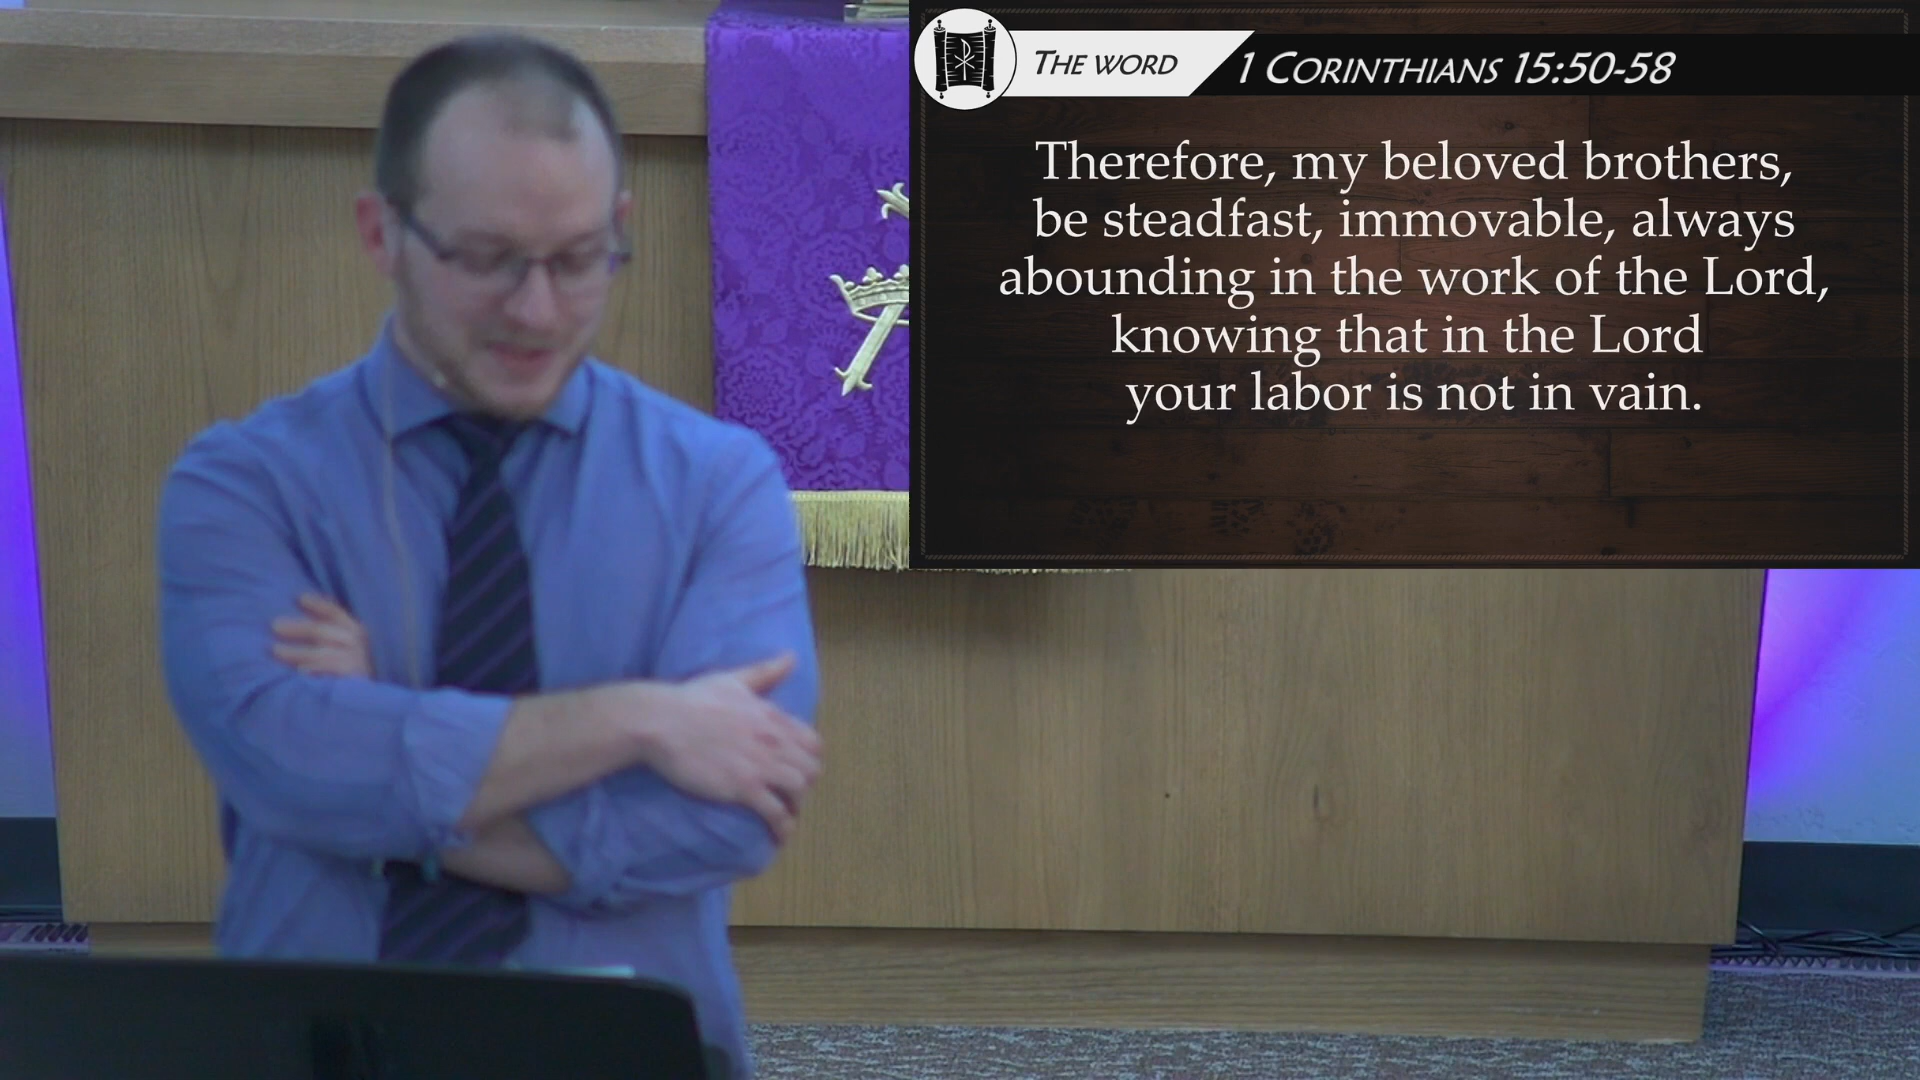 THE WORD
1 CORINTHIANS 15:50-58
Therefore, my beloved brothers,
be steadfast, immovable, always
abounding in the work of the Lord,
knowing that in the Lord
your labor is not in vain.